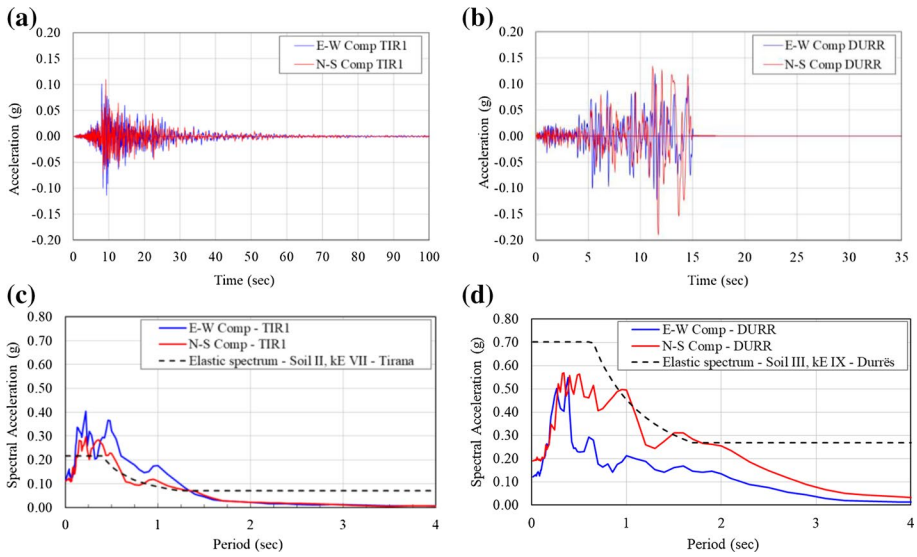 (a)
0.20
0.15
0.10
0.05
0.00
-0.05
-0.10
-0.15
-0.20
Acceleration (g)
E-W Comp TIR1
N-S Comp TIR1
0 10 20 30 40 50 60 70 80 90 100
Time (sec)
(b)
0.20
0.15
0.10
0.05
0.00
-0.05
-0.10
-0.15
-0.20
Acceleration (g)
E-W Comp DURR
N-S Comp DURR
0 5 10 15 20 25 30 35
Time (sec)
(c)
0.80
0.70
0.60
0.50
0.40
0.30
0.20
0.10
0.00
Spectral Acceleration (g)
E-W Comp - TIR1
N-S Comp - TIR1
Elastic spectrum - Soil II, kE VII - Tirana
0 1 2 3 4
Period (sec)
(d)
0.80
0.70
0.60
0.50
0.40
0.30
0.20
0.10
0.00
Spectral Acceleration (g)
E-W Comp - DURR
N-S Comp - DURR
Elastic spectrum - Soil III, kE IX - Durrës
0 1 2 3 4
Period (sec)